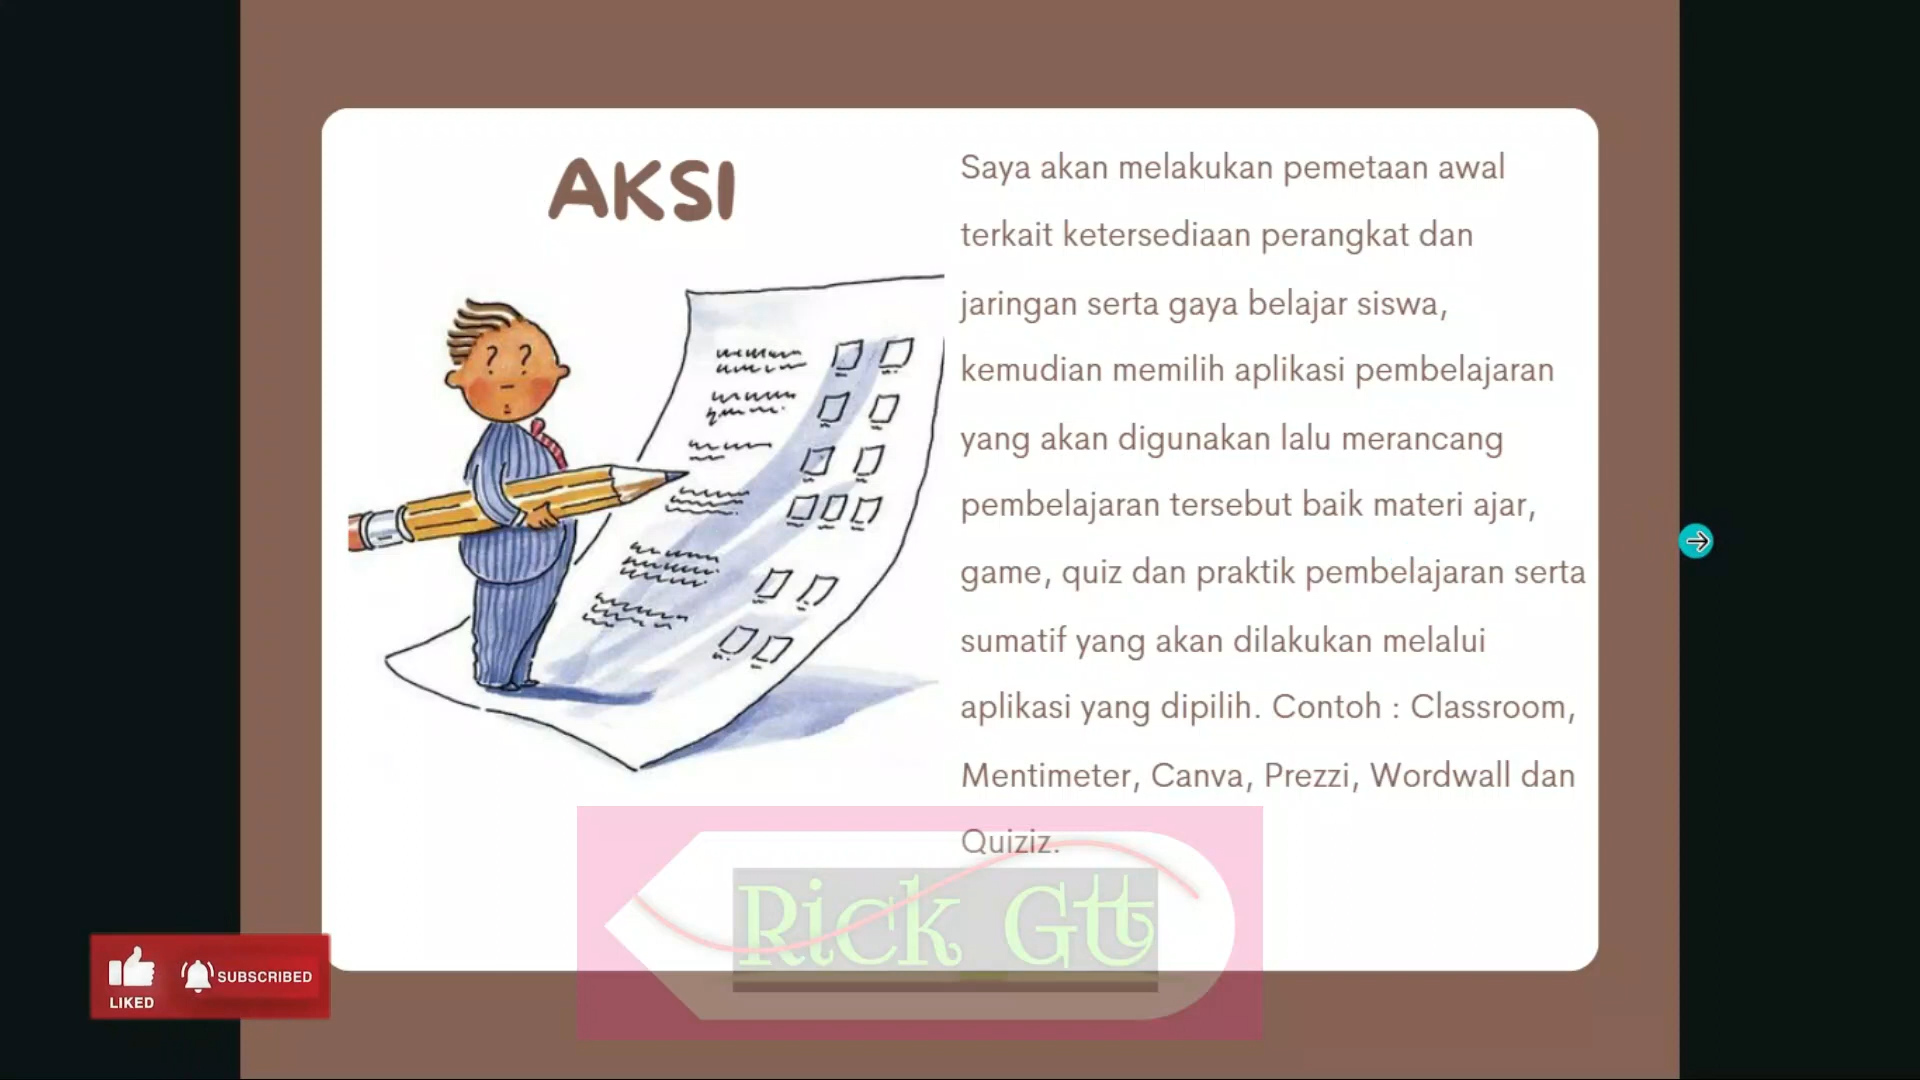 AKSI
Saya akan melakukan pemetaan awal
terkait ketersediaan perangkat dan
jaringan serta gaya belajar siswa,
kemudian memilih aplikasi pembelajaran
yang akan digunakan lalu merancang
pembelajaran tersebut baik materi ajar,
game, quiz dan praktik pembelajaran serta
sumatif yang akan dilakukan melalui
aplikasi yang dipilih. Contoh : Classroom,
Mentimeter, Canva, Prezzi, Wordwall dan
Quiziz.
? ?
Rick_Gtt
LIKED
SUBSCRIBED